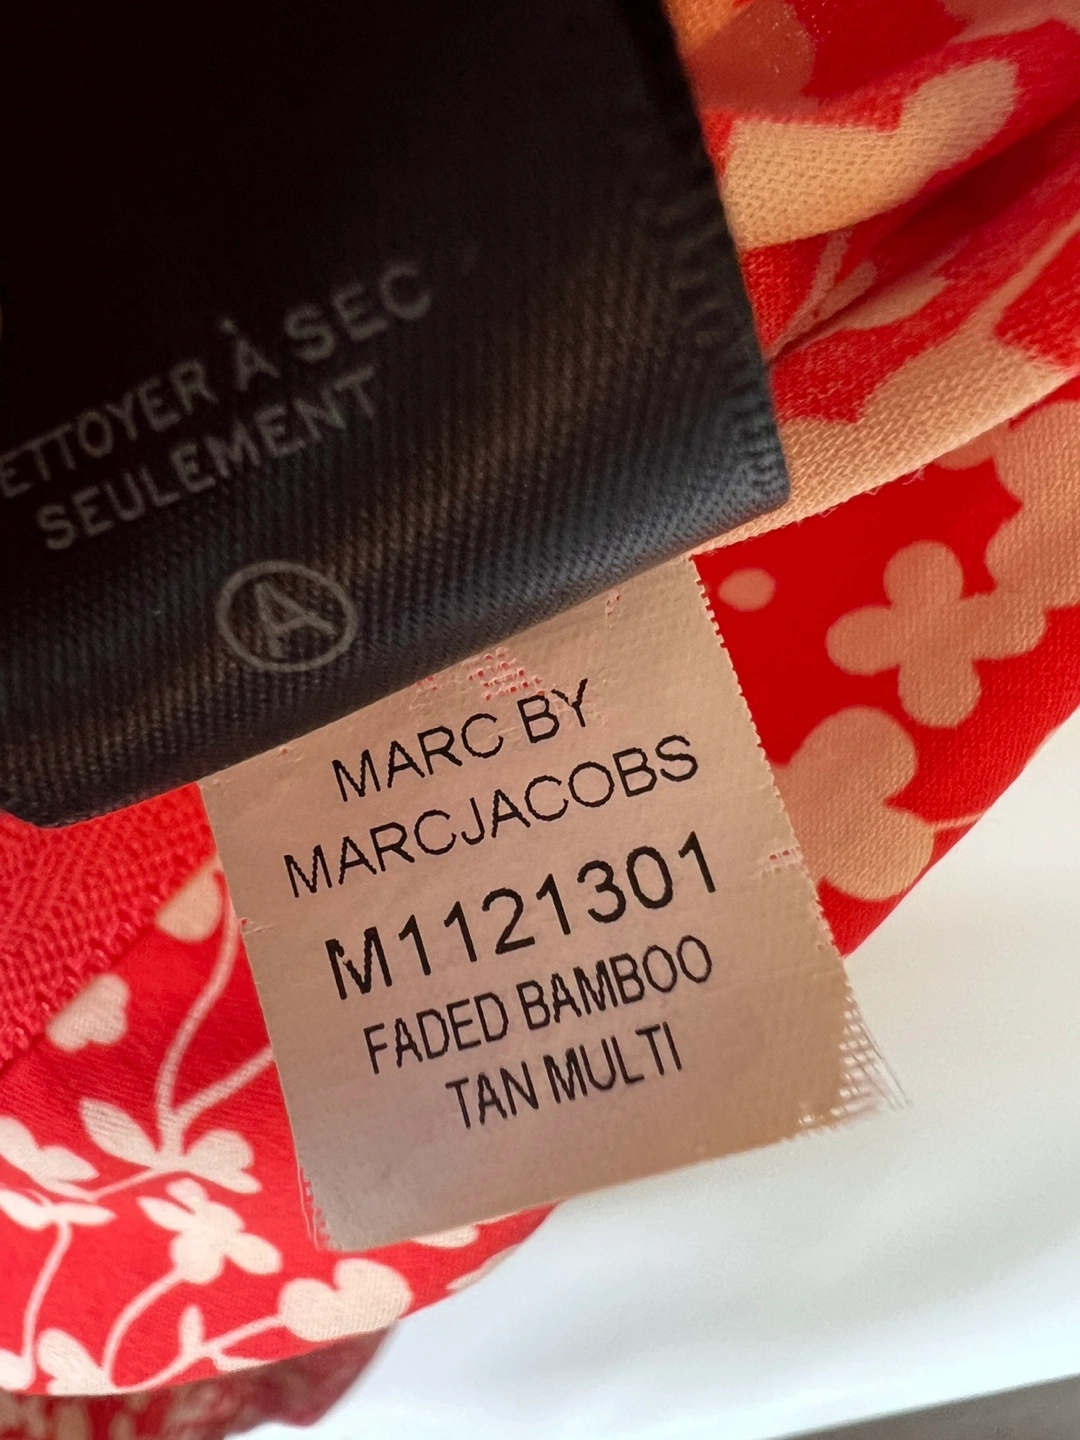 ETTOYER À SEC
SEULEMENT
A
MARC BY
MARCJACOBS
M1121301
FADED BAMBOO
TAN MULTI